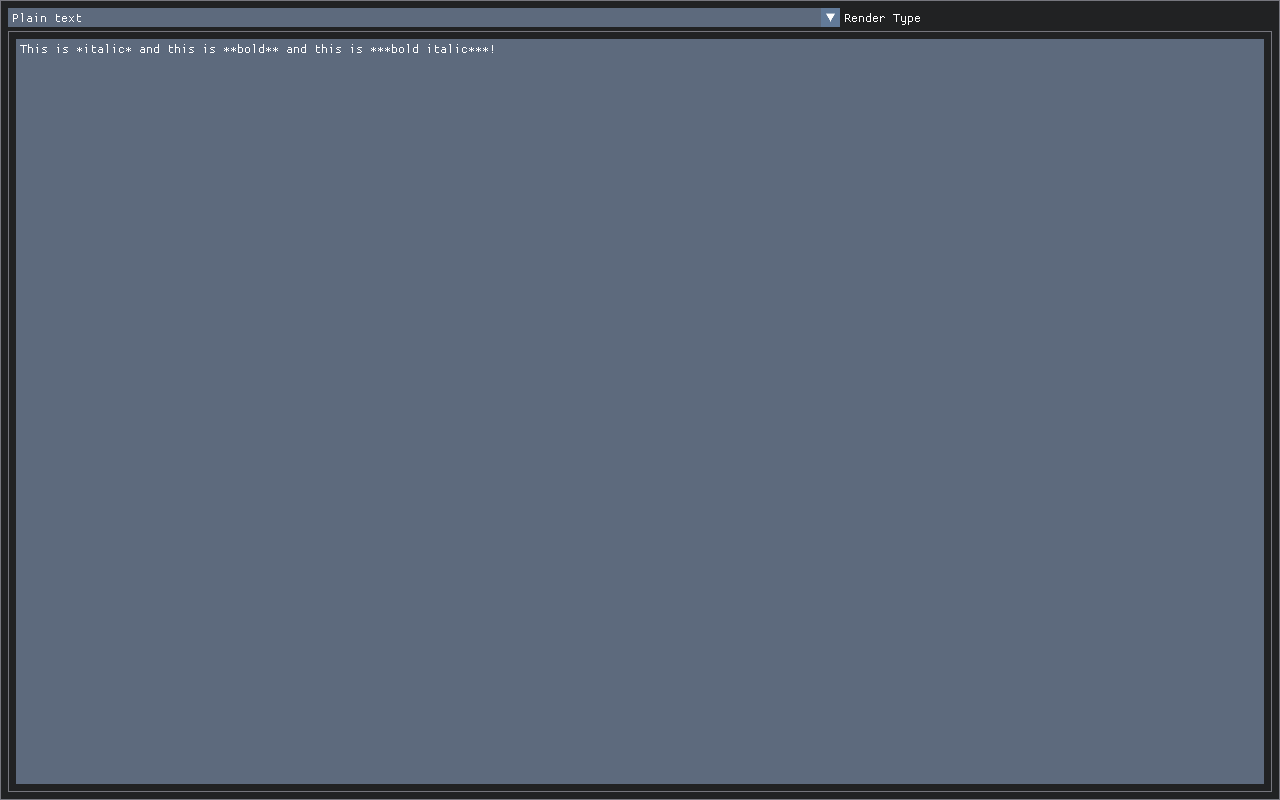 Plain text
Render Type
This is *italic* and this is **bold** and this is ***bold italic***!